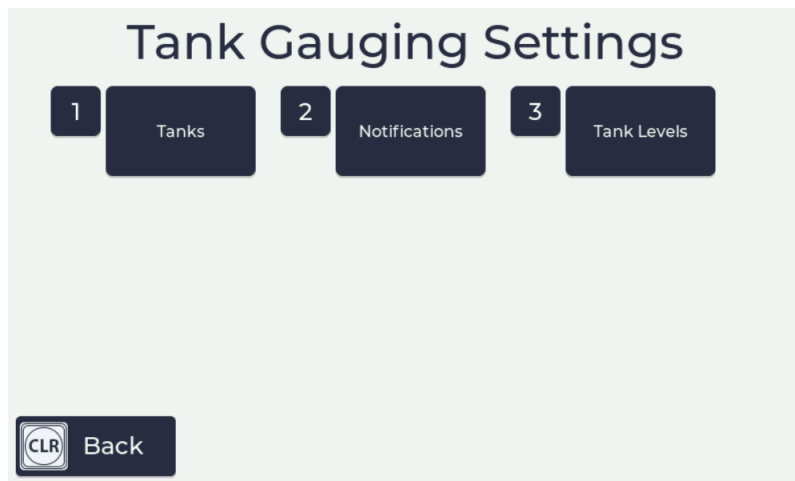 Tank Gauging Settings
1 Tanks
2 Notifications
3 Tank Levels
CLR Back